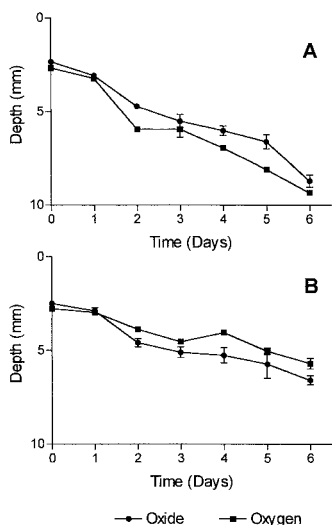 A
0
5
10
Depth (mm)
0 1 2 3 4 5 6
Time (Days)
B
0
5
10
Depth (mm)
0 1 2 3 4 5 6
Time (Days)
Oxide Oxygen